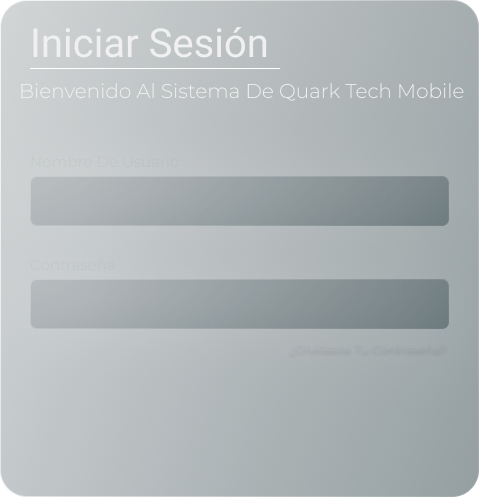 Iniciar Sesión
Bienvenido Al Sistema De Quark Tech Mobile
Nombre De Usuario
Contraseña
¿Olvidaste Tu Contraseña?